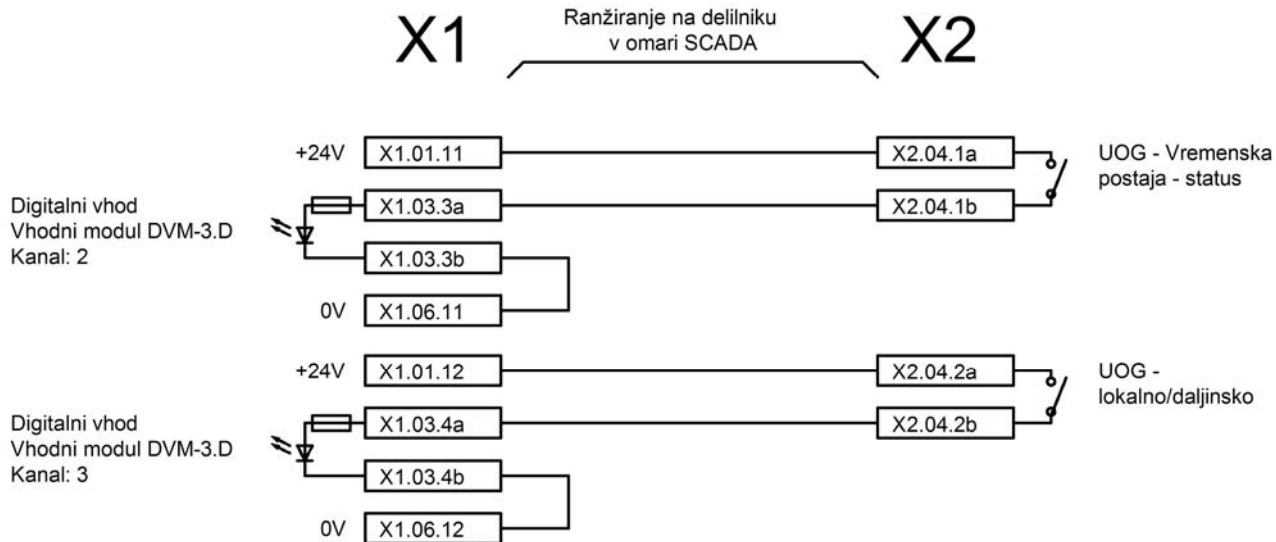 X1
Ranžiranje na delilniku
v omari SCADA
X2
+24V
X1.01.11
X2.04.1a
UOG - Vremenska
postaja - status
Digitalni vhod
Vhodni modul DVM-3.D
Kanal: 2
X1.03.3a
X2.04.1b
X1.03.3b
0V
X1.06.11
+24V
X1.01.12
X2.04.2a
UOG -
lokalno/daljinsko
Digitalni vhod
Vhodni modul DVM-3.D
Kanal: 3
X1.03.4a
X2.04.2b
X1.03.4b
0V
X1.06.12